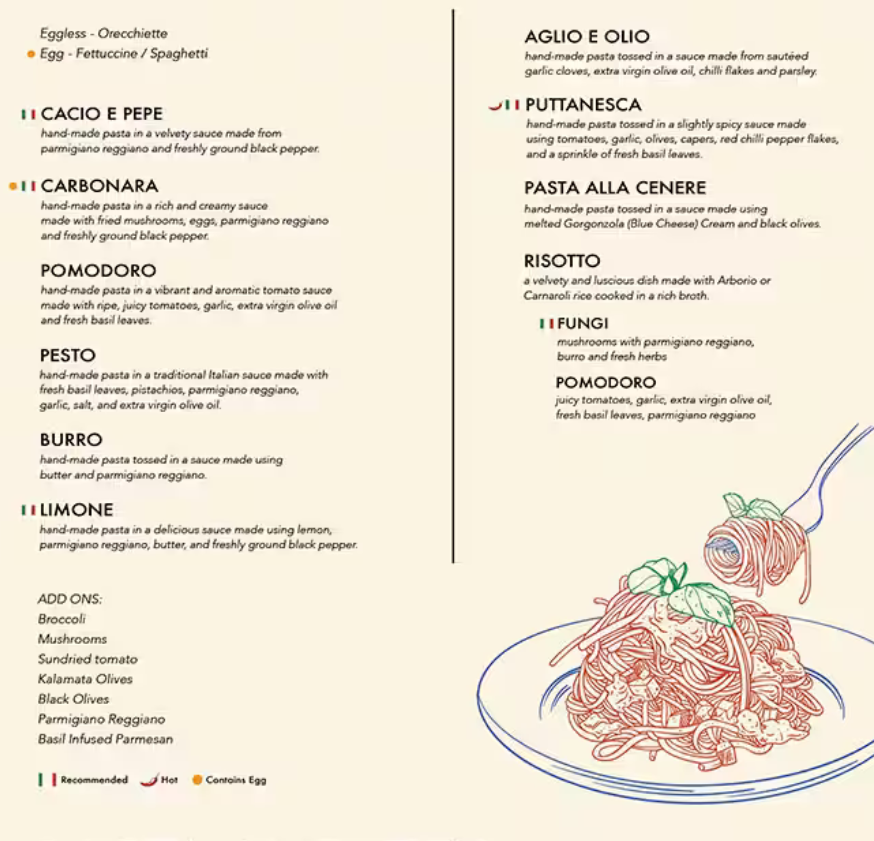 Eggless - Orecchiette
Egg - Fettuccine / Spaghetti
CACIO E PEPE
hand-made pasta in a velvety sauce made from
parmigiano reggiano and freshly ground black pepper.
CARBONARA
hand-made pasta in a rich and creamy sauce
made with fried mushrooms, eggs, parmigiano reggiano
and freshly ground black pepper.
POMODORO
hand-made pasta in a vibrant and aromatic tomato sauce
made with ripe, juicy tomatoes, garlic, extra virgin olive oil
and fresh basil leaves.
PESTO
hand-made pasta in a traditional Italian sauce made with
fresh basil leaves, pistachios, parmigiano reggiano,
garlic, salt, and extra virgin olive oil.
BURRO
hand-made pasta tossed in a sauce made using
butter and parmigiano reggiano.
LIMONE
hand-made pasta in a delicious sauce made using lemon,
parmigiano reggiano, butter, and freshly ground black pepper.
ADD ONS:
Broccoli
Mushrooms
Sundried tomato
Kalamata Olives
Black Olives
Parmigiano Reggiano
Basil Infused Parmesan
Recommended Hot Contains Egg
AGLIO E OLIO
hand-made pasta tossed in a sauce made from sautéed
garlic cloves, extra virgin olive oil, chilli flakes and parsley.
PUTTANESCA
hand-made pasta tossed in a slightly spicy sauce made
using tomatoes, garlic, olives, capers, red chilli pepper flakes,
and a sprinkle of fresh basil leaves.
PASTA ALLA CENERE
hand-made pasta tossed in a sauce made using
melted Gorgonzola (Blue Cheese) Cream and black olives.
RISOTTO
a velvety and luscious dish made with Arborio or
Carnaroli rice cooked in a rich broth.
FUNGI
mushrooms with parmigiano reggiano,
burro and fresh herbs
POMODORO
juicy tomatoes, garlic, extra virgin olive oil,
fresh basil leaves, parmigiano reggiano